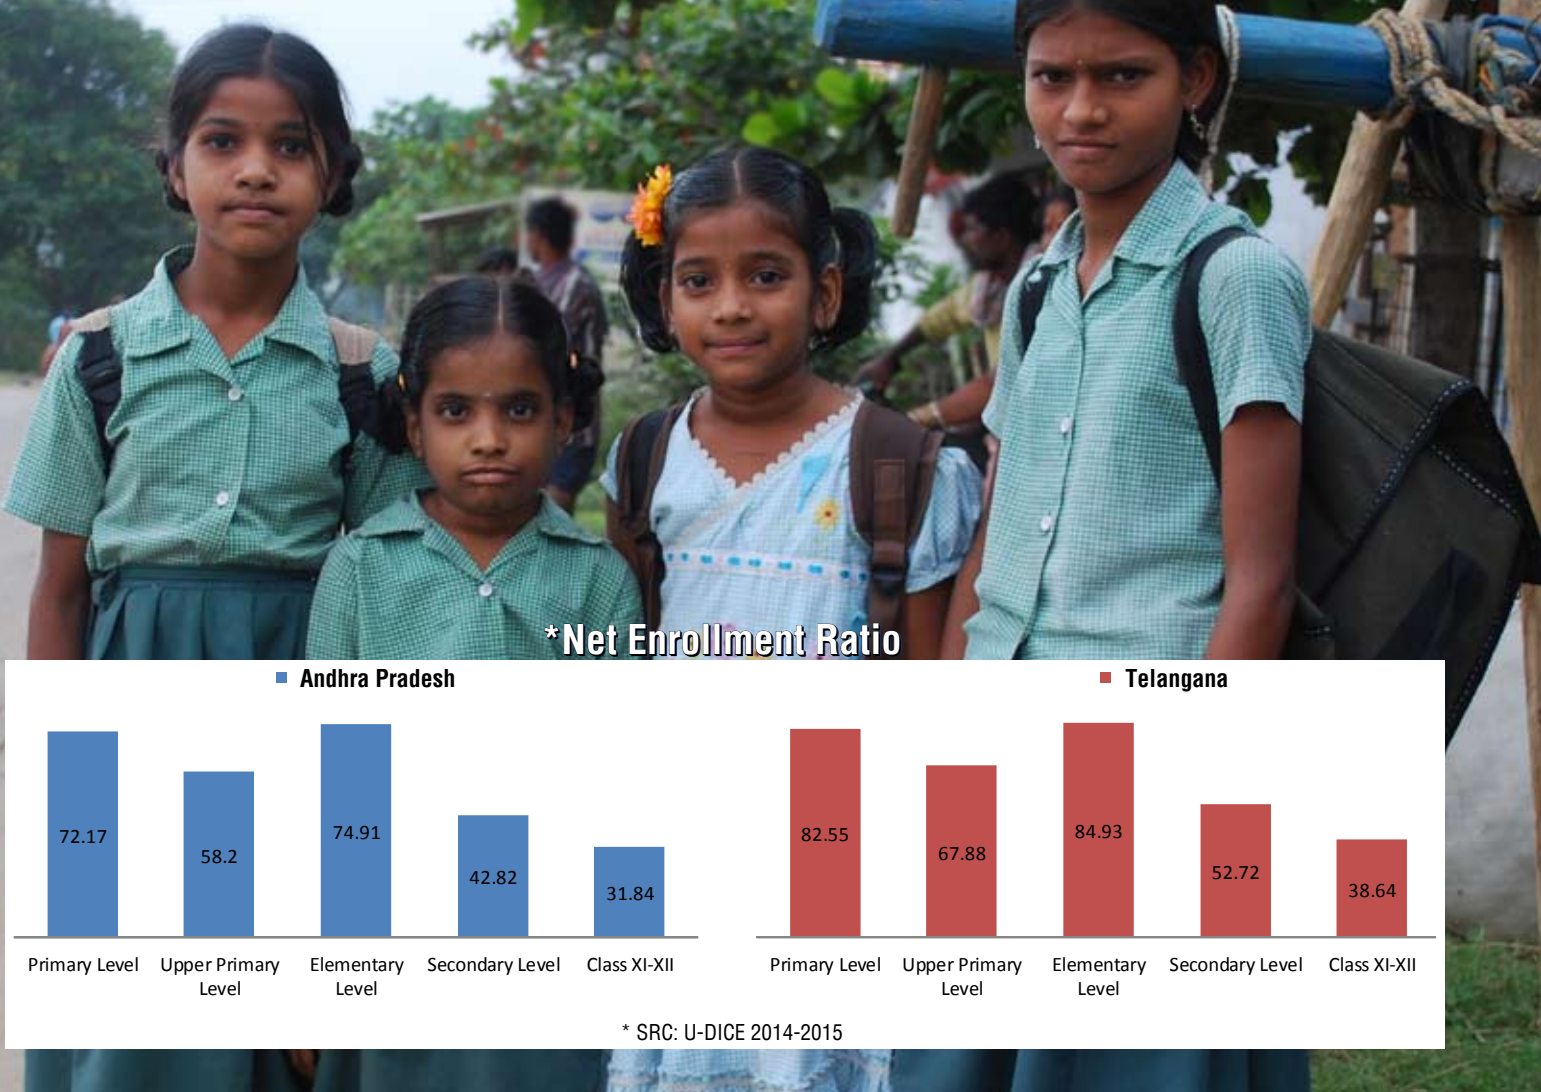 *Net Enrollment Ratio
Andhra Pradesh
72.17
58.2
74.91
42.82
31.84
Primary Level
Upper Primary
Level
Elementary
Level
Secondary Level
Class XI-XII
Telangana
82.55
67.88
84.93
52.72
38.64
Primary Level
Upper Primary
Level
Elementary
Level
Secondary Level
Class XI-XII
* SRC: U-DICE 2014-2015